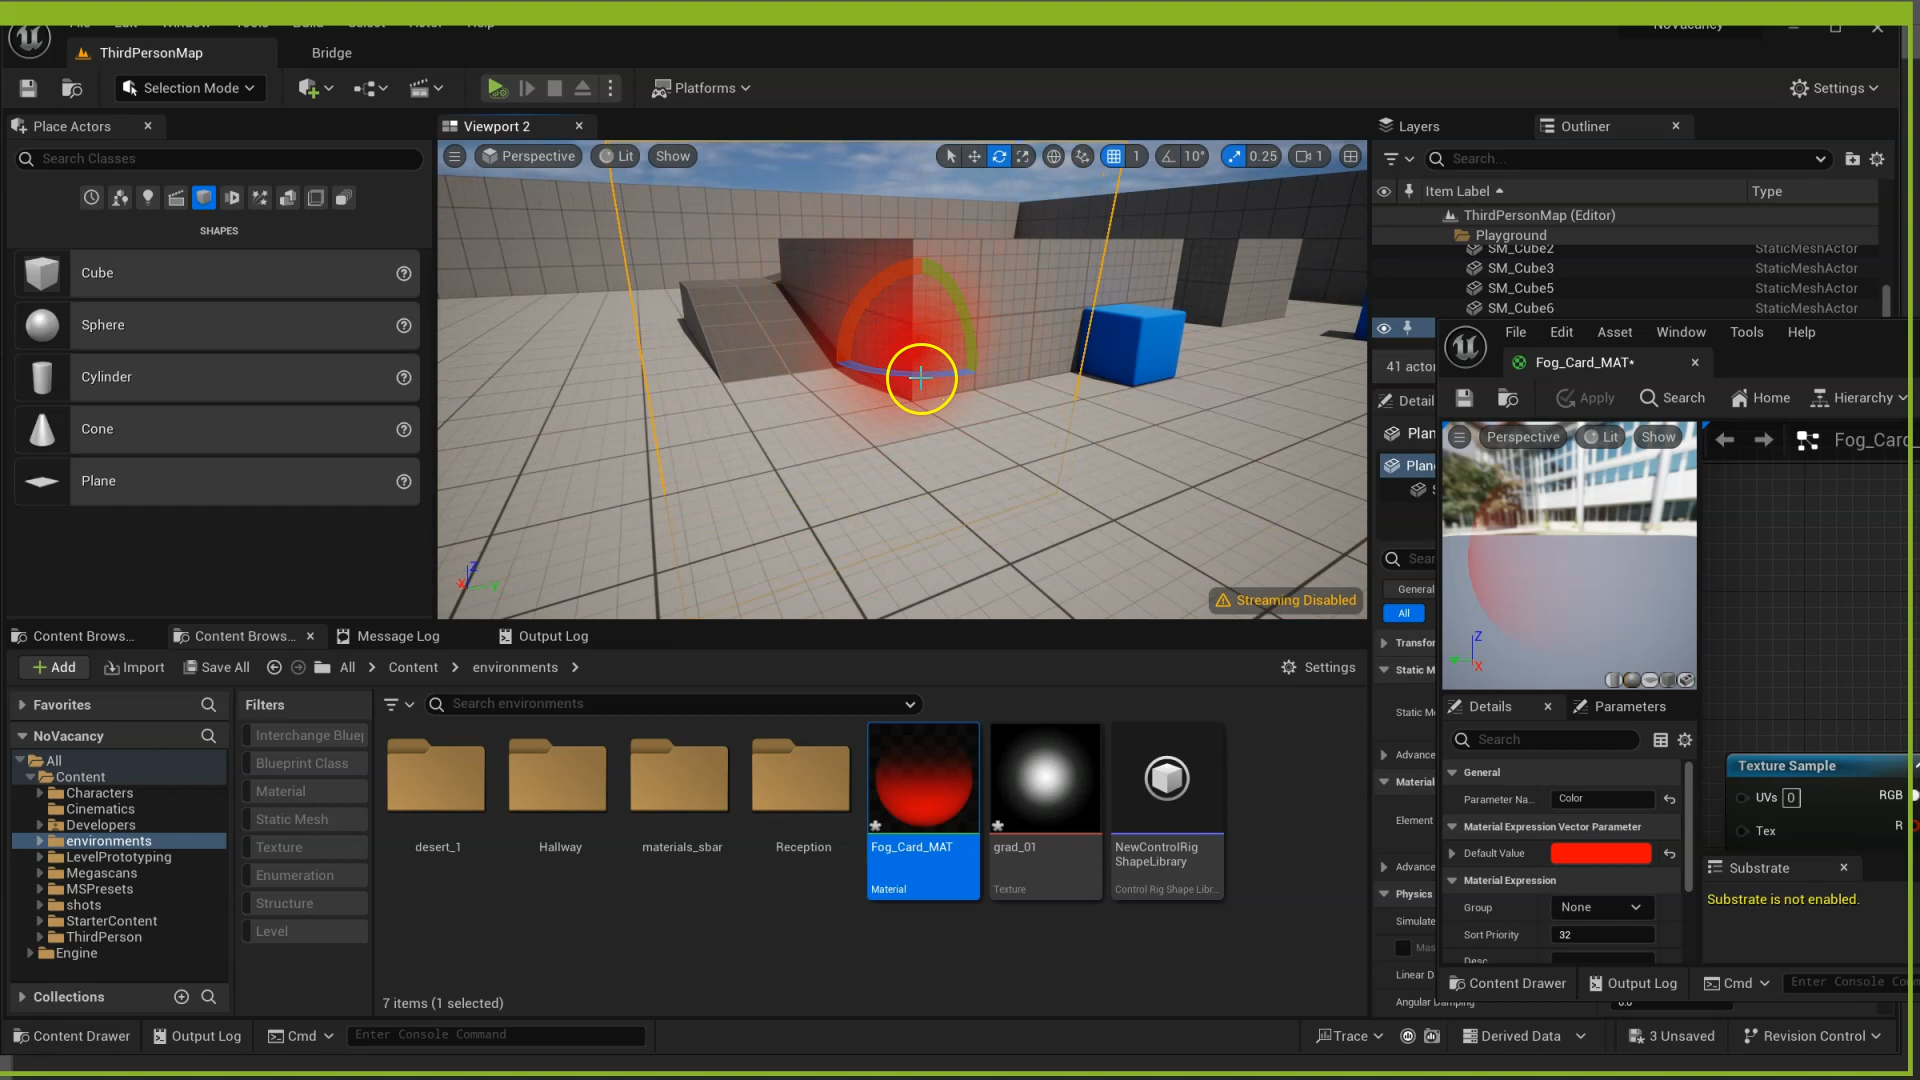 ThirdPersonMap
Bridge
NoVacancy
Selection Mode
Platforms
Settings
Place Actors
Search Classes
SHAPES
Cube
Sphere
Cylinder
Cone
Plane
Viewport 2
Perspective
Lit
Show
1
10°
0.25
1
Streaming Disabled
Layers
Outliner
Search...
Item Label
Type
ThirdPersonMap (Editor)
Playground
SM_Cube2 StaticMeshActor
SM_Cube3 StaticMeshActor
SM_Cube5 StaticMeshActor
SM_Cube6 StaticMeshActor
41 actor
Detail
Plan
Plane
Sear
General
All
Transfor
Static M
Static Me
Advance
Material
Element
Advance
Physics
Simulate
Mas
Linear D
Angular Damping
File Edit Asset Window Tools Help
Fog_Card_MAT*
Apply
Search
Home
Hierarchy
Perspective
Lit
Show
Fog_Card_
Z
X
Details
Parameters
Search
General
Parameter Na... Color
Material Expression Vector Parameter
Default Value
Material Expression
Group None
Sort Priority 32
Desc
Texture Sample
UVs 0 RGB
Tex R
Substrate
Substrate is not enabled.
Content Drawer
Output Log
Cmd
Enter Console Com
Content Brows...
Content Brows...
Message Log
Output Log
Add
Import
Save All
All
Content
environments
Settings
Favorites
NoVacancy
All
Content
Characters
Cinematics
Developers
environments
LevelPrototyping
Megascans
MSPresets
shots
StarterContent
ThirdPerson
Engine
Collections
Filters
Interchange Bluep
Blueprint Class
Material
Static Mesh
Texture
Enumeration
Structure
Level
Search environments
desert_1
Hallway
materials_sbar
Reception
Fog_Card_MAT
Material
grad_01
Texture
NewControlRig
ShapeLibrary
Control Rig Shape Libr...
7 items (1 selected)
Content Drawer
Output Log
Cmd
Enter Console Command
Trace
Derived Data
3 Unsaved
Revision Control